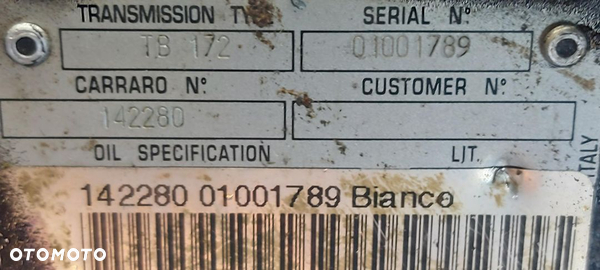 TRANSMISSION TYPE SERIAL N°
TB 172 01001789
CARRARO N° CUSTOMER N°
142280
OIL SPECIFICATION LIT.
ITALY
142280 01001789 Bianco
OTOMOTO